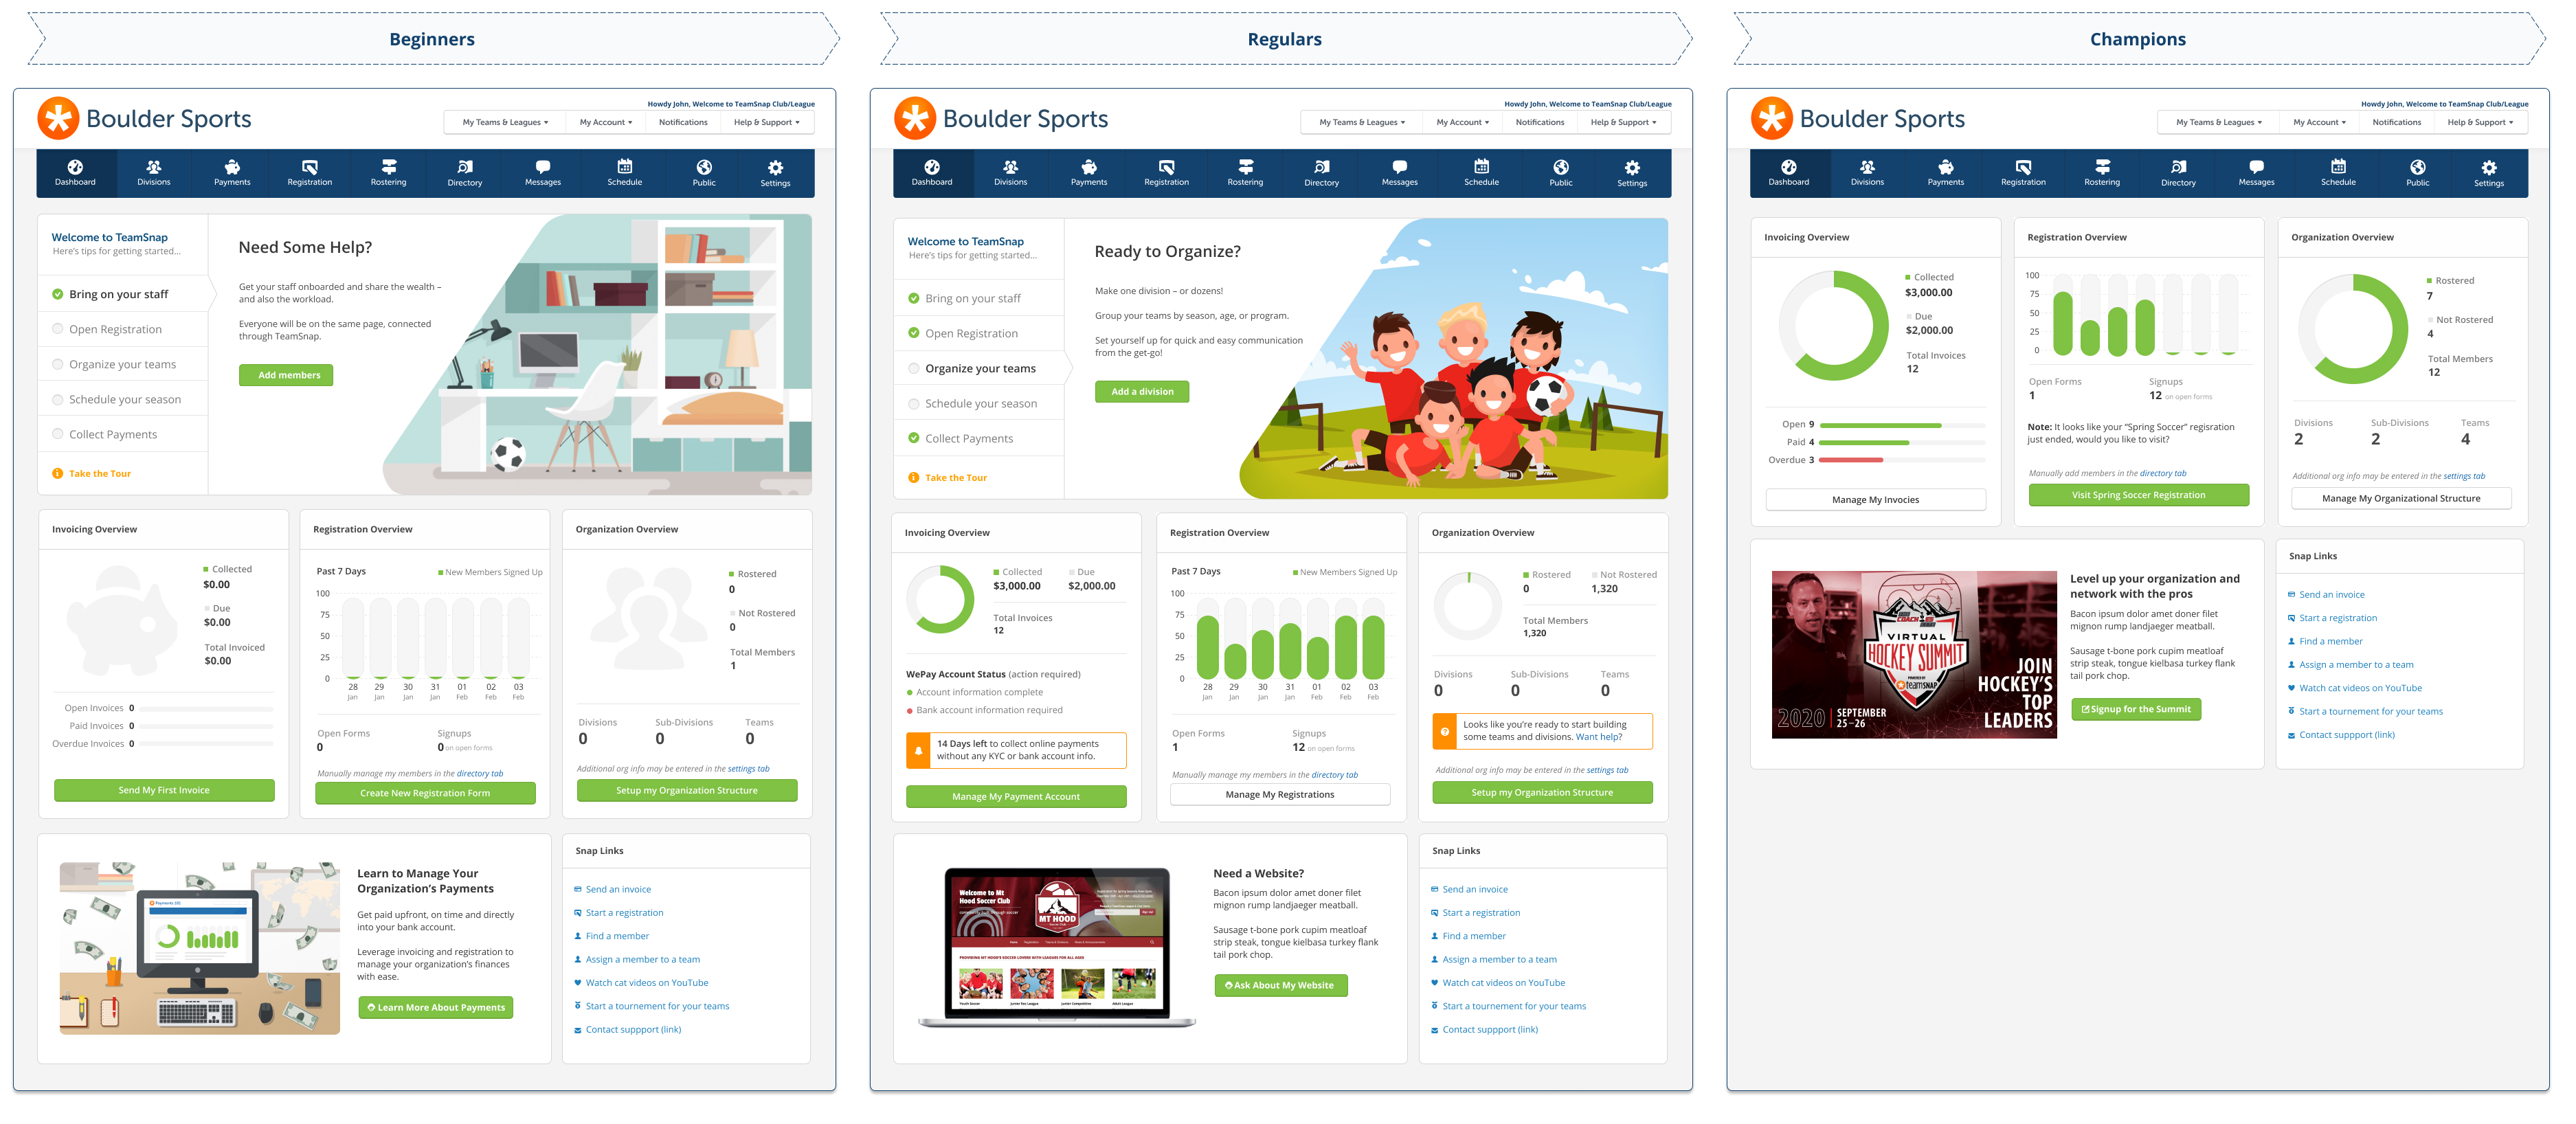 Beginners
Regulars
Champions
Boulder Sports
Howdy John, Welcome to TeamSnap Club/League
My Teams & Leagues
My Account
Notifications
Help & Support
Dashboard
Divisions
Payments
Registration
Rostering
Directory
Messages
Schedule
Public
Settings
Welcome to TeamSnap
Here's tips for getting started...
Bring on your staff
Open Registration
Organize your teams
Schedule your season
Collect Payments
Take the Tour
Need Some Help?
Get your staff onboarded and share the wealth –
and also the workload.
Everyone will be on the same page, connected
through TeamSnap.
Add members
Invoicing Overview
Collected
$0.00
Due
$0.00
Total Invoiced
$0.00
Open Invoices 0
Paid Invoices 0
Overdue Invoices 0
Send My First Invoice
Registration Overview
Past 7 Days
New Members Signed Up
100
75
50
25
0
28 29 30 31 01 02 03
Jan Jan Jan Jan Feb Feb Feb
Open Forms
0
Signups
0 on open forms
Manually manage my members in the directory tab
Create New Registration Form
Organization Overview
Rostered
0
Not Rostered
0
Total Members
1
Divisions
0
Sub-Divisions
0
Teams
0
Additional org info may be entered in the settings tab
Setup my Organization Structure
Payments 101
Learn to Manage Your
Organization's Payments
Get paid upfront, on time and directly
into your bank account.
Leverage invoicing and registration to
manage your organization's finances
with ease.
Learn More About Payments
Snap Links
Send an invoice
Start a registration
Find a member
Assign a member to a team
Watch cat videos on YouTube
Start a tournement for your teams
Contact suppport (link)
Boulder Sports
Howdy John, Welcome to TeamSnap Club/League
My Teams & Leagues
My Account
Notifications
Help & Support
Dashboard
Divisions
Payments
Registration
Rostering
Directory
Messages
Schedule
Public
Settings
Welcome to TeamSnap
Here's tips for getting started...
Bring on your staff
Open Registration
Organize your teams
Schedule your season
Collect Payments
Take the Tour
Ready to Organize?
Make one division – or dozens!
Group your teams by season, age, or program.
Set yourself up for quick and easy communication
from the get-go!
Add a division
Invoicing Overview
Collected
$3,000.00
Due
$2,000.00
Total Invoices
12
WePay Account Status (action required)
Account information complete
Bank account information required
14 Days left to collect online payments
without any KYC or bank account info.
Manage My Payment Account
Registration Overview
Past 7 Days
New Members Signed Up
100
75
50
25
0
28 29 30 31 01 02 03
Jan Jan Jan Jan Feb Feb Feb
Open Forms
1
Signups
12 on open forms
Manually manage my members in the directory tab
Manage My Registrations
Organization Overview
Rostered
0
Not Rostered
1,320
Total Members
1,320
Divisions
0
Sub-Divisions
0
Teams
0
Looks like you're ready to start building
some teams and divisions. Want help?
Additional org info may be entered in the settings tab
Setup my Organization Structure
Welcome to Mt
Hood Soccer Club
MT HOOD
PROVIDING MT HOOD'S SOCCER LOVERS WITH LEAGUES FOR ALL AGES
Need a Website?
Bacon ipsum dolor amet doner filet
mignon rump landjaeger meatball.
Sausage t-bone pork cupim meatloaf
strip steak, tongue kielbasa turkey flank
tail pork chop.
Ask About My Website
Snap Links
Send an invoice
Start a registration
Find a member
Assign a member to a team
Watch cat videos on YouTube
Start a tournement for your teams
Contact suppport (link)
Boulder Sports
Howdy John, Welcome to TeamSnap Club/League
My Teams & Leagues
My Account
Notifications
Help & Support
Dashboard
Divisions
Payments
Registration
Rostering
Directory
Messages
Schedule
Public
Settings
Invoicing Overview
Collected
$3,000.00
Due
$2,000.00
Total Invoices
12
Open 9
Paid 4
Overdue 3
Manage My Invocies
Registration Overview
100
75
50
25
0
Open Forms
1
Signups
12 on open forms
Note: It looks like your "Spring Soccer" regisration
just ended, would you like to visit?
Manually add members in the directory tab
Visit Spring Soccer Registration
Organization Overview
Rostered
7
Not Rostered
4
Total Members
12
Divisions
2
Sub-Divisions
2
Teams
4
Additional org info may be entered in the settings tab
Manage My Organizational Structure
COACH
VIRTUAL
HOCKEY SUMMIT
POWERED BY
teamsnap
2020
SEPTEMBER
25-26
JOIN
HOCKEY'S
TOP
LEADERS
Level up your organization and
network with the pros
Bacon ipsum dolor amet doner filet
mignon rump landjaeger meatball.
Sausage t-bone pork cupim meatloaf
strip steak, tongue kielbasa turkey flank
tail pork chop.
Signup for the Summit
Snap Links
Send an invoice
Start a registration
Find a member
Assign a member to a team
Watch cat videos on YouTube
Start a tournement for your teams
Contact suppport (link)